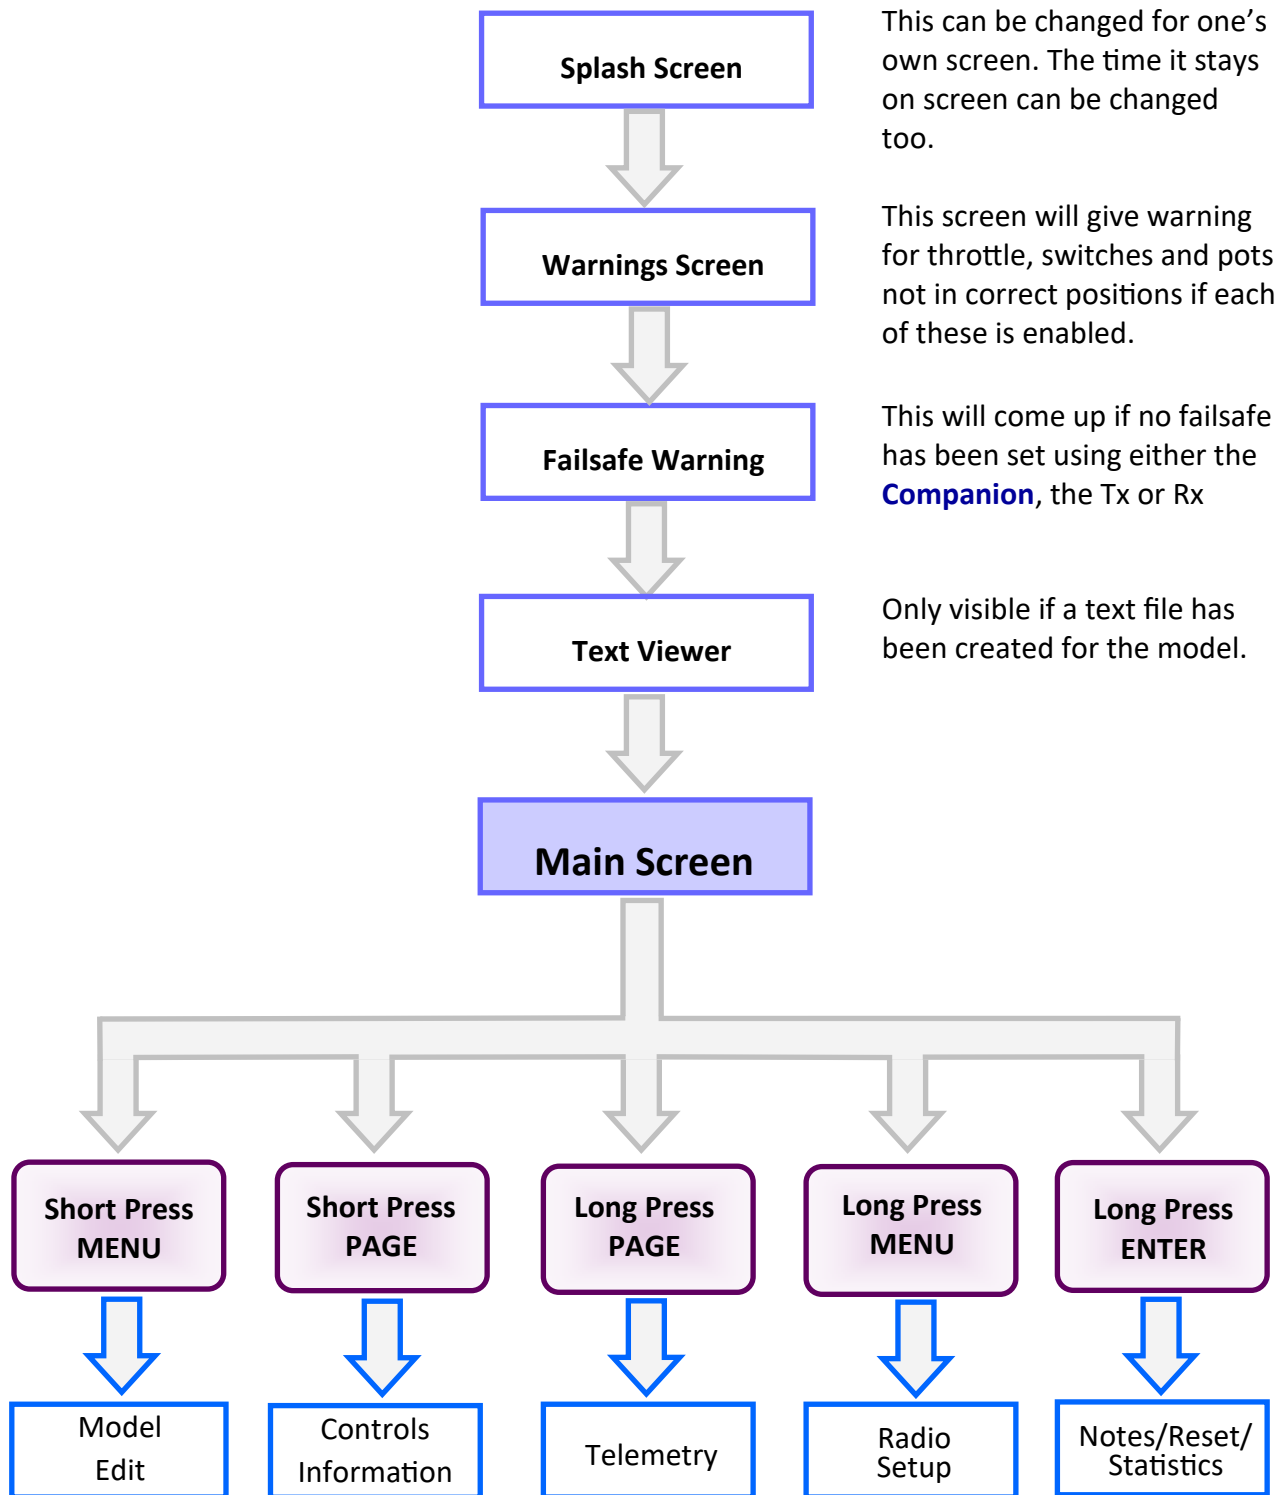 Splash Screen
This can be changed for one’s
own screen. The time it stays
on screen can be changed
too.
Warnings Screen
This screen will give warning
for throttle, switches and pots
not in correct positions if each
of these is enabled.
Failsafe Warning
This will come up if no failsafe
has been set using either the
Companion, the Tx or Rx
Text Viewer
Only visible if a text file has
been created for the model.
Main Screen
Short Press
MENU
Short Press
PAGE
Long Press
PAGE
Long Press
MENU
Long Press
ENTER
Model
Edit
Controls
Information
Telemetry
Radio
Setup
Notes/Reset/
Statistics